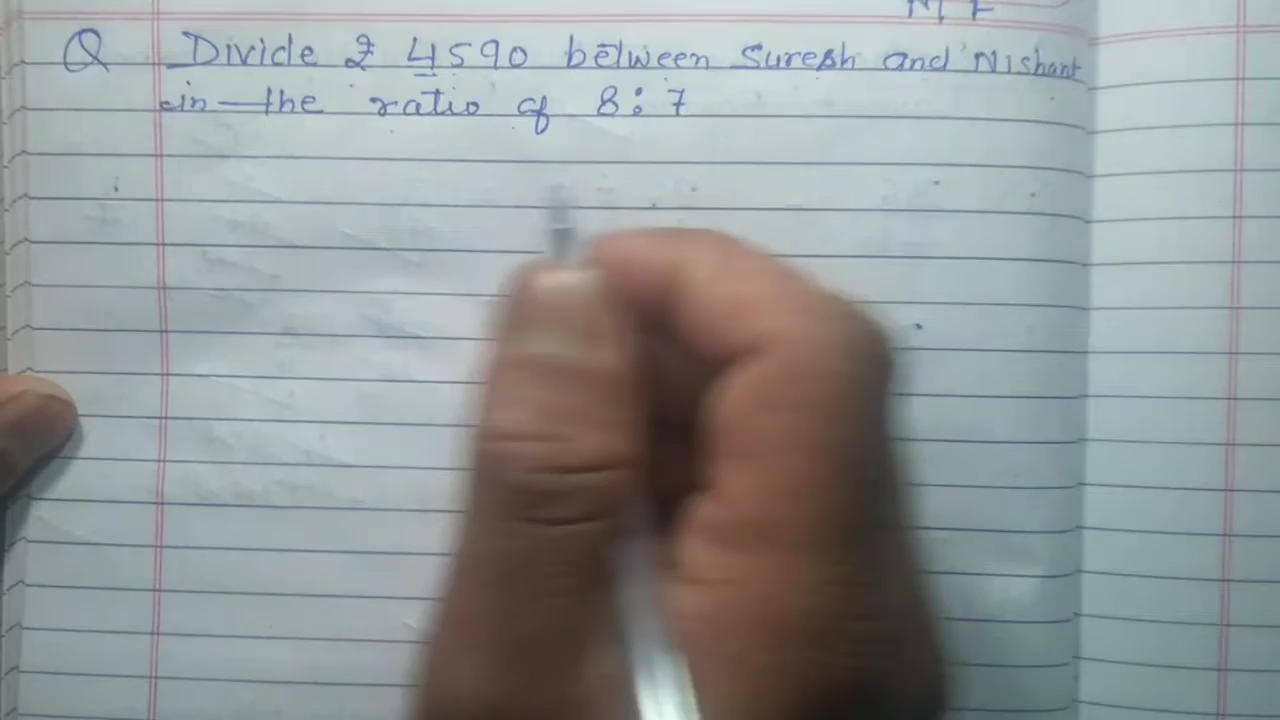 Q Divide ₹ 4590 between Suresh and Nishant
in the ratio of 8:7